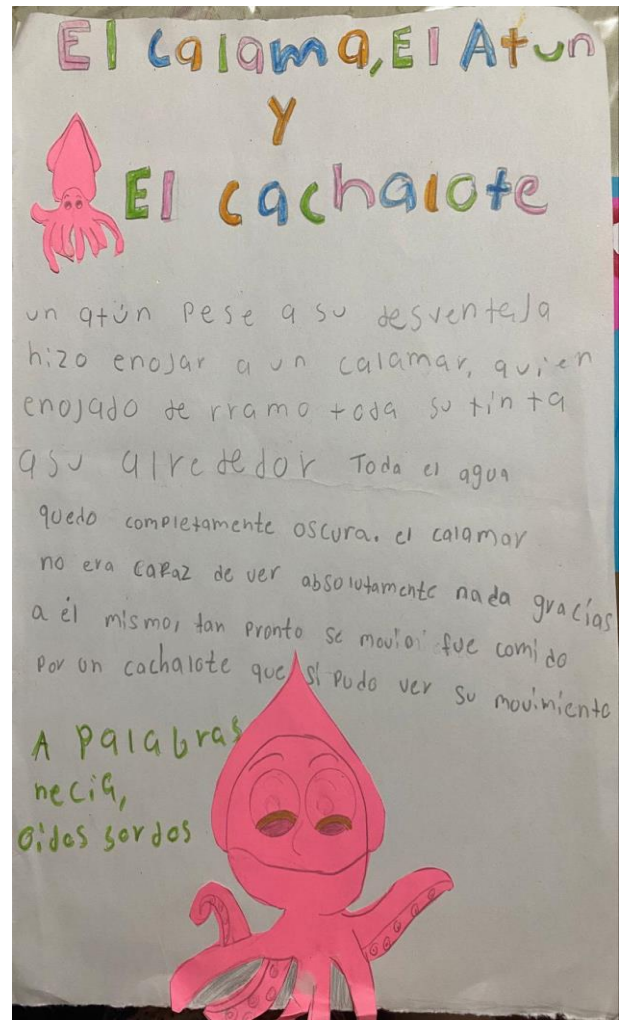 El calama, El Atun
Y
El cachalote
un atún Pese a su desventaja
hizo enojar a un calamar, quien
enojado de rramo toda su tinta
asu alrededor Toda el agua
quedo completamente oscura. el calamar
no era capaz de ver absolutamente nada gracias
a él mismo, tan pronto se movio fue comido
Por un cachalote que si pudo ver su movimiento
A palabras
necia,
oidos sordos